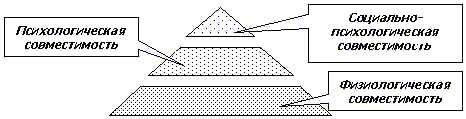 Психологическая
совместимость
Социально-
психологическая
совместимость
Физиологическая
совместимость